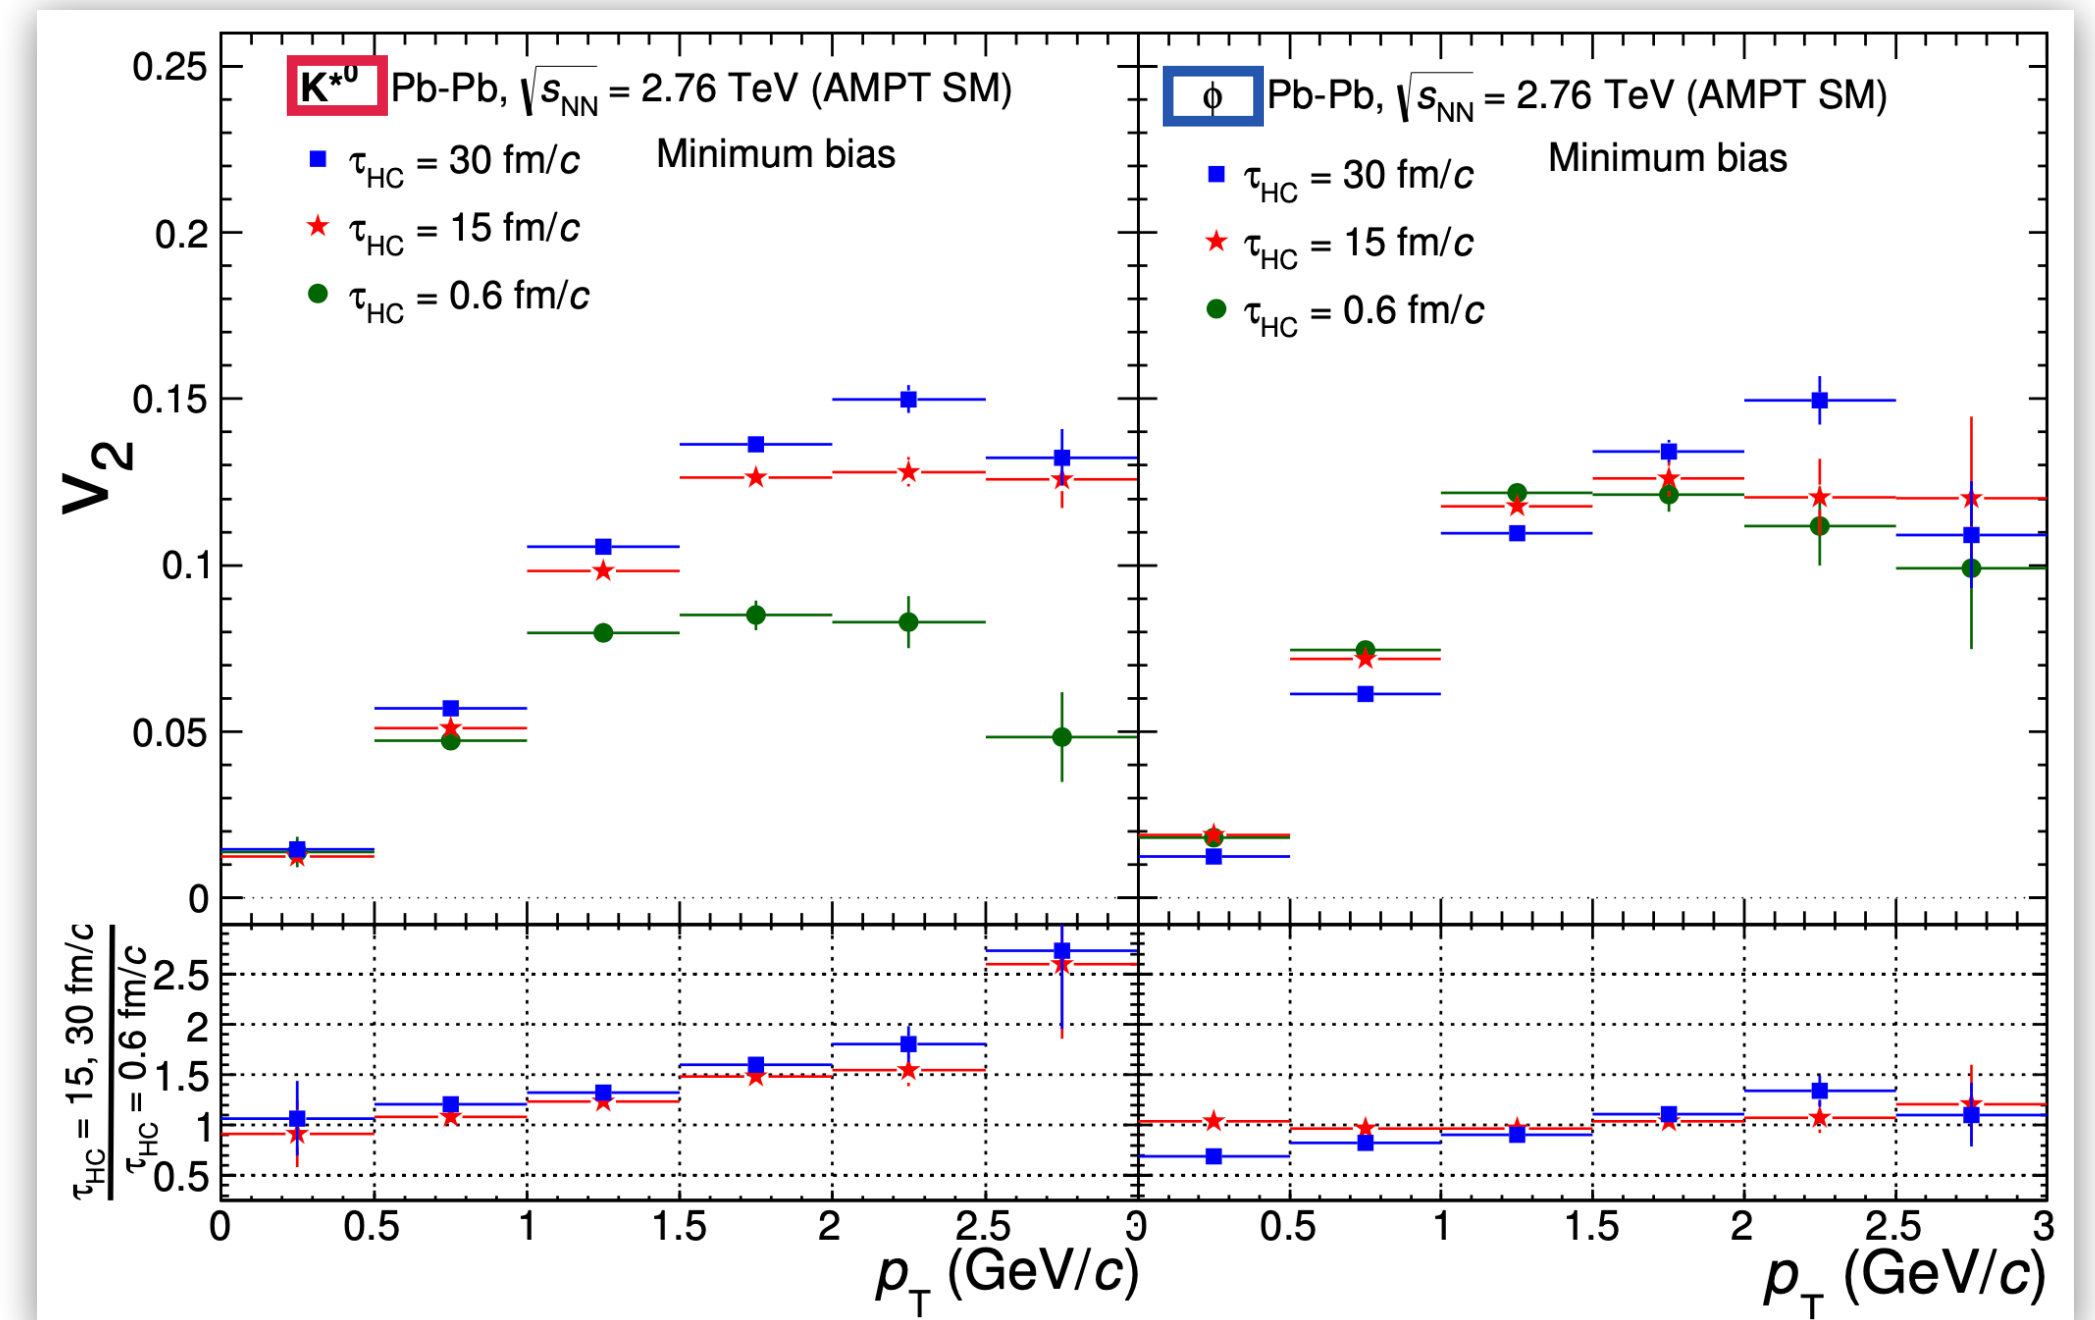 K*0 Pb-Pb, √sNN = 2.76 TeV (AMPT SM)
Minimum bias
τHC = 30 fm/c
τHC = 15 fm/c
τHC = 0.6 fm/c
ϕ Pb-Pb, √sNN = 2.76 TeV (AMPT SM)
Minimum bias
τHC = 30 fm/c
τHC = 15 fm/c
τHC = 0.6 fm/c
v2
0.25
0.2
0.15
0.1
0.05
0
τHC = 15, 30 fm/c
τHC = 0.6 fm/c
2.5
2
1.5
1
0.5
0 0.5 1 1.5 2 2.5 3 0.5 1 1.5 2 2.5 3
pT (GeV/c) pT (GeV/c)